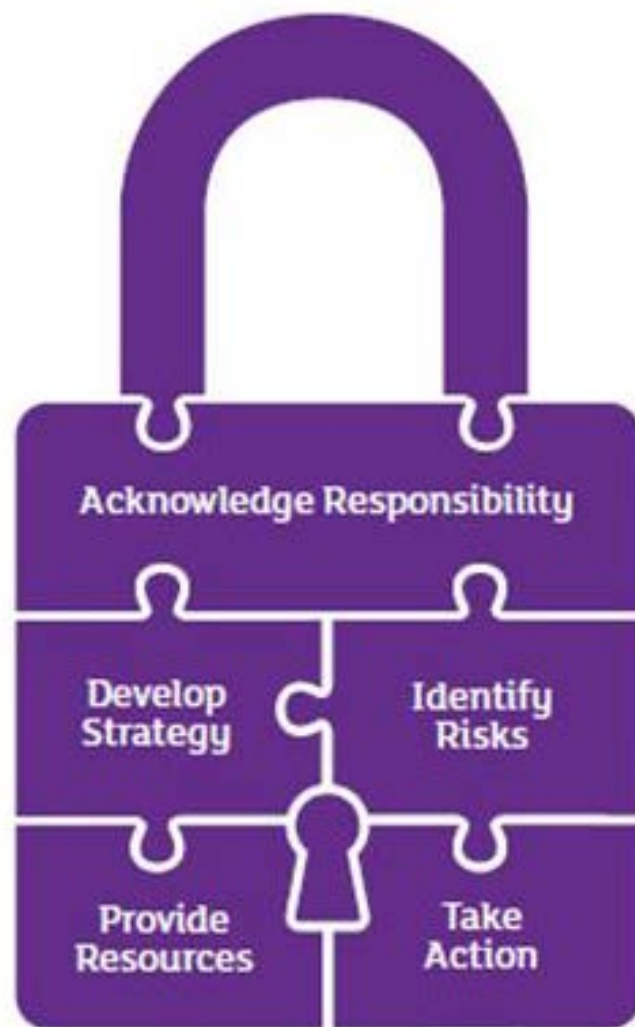 Acknowledge Responsibility
Develop
Strategy
Identify
Risks
Provide
Resources
Take
Action